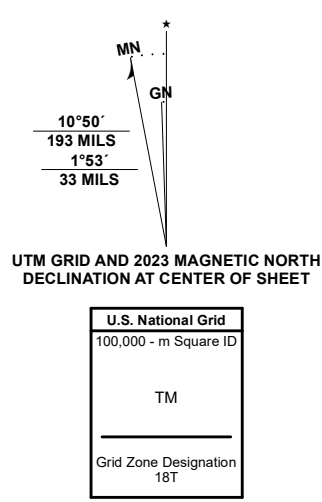 MN
GN
10°50´
193 MILS
1°53´
33 MILS
UTM GRID AND 2023 MAGNETIC NORTH
DECLINATION AT CENTER OF SHEET
U.S. National Grid
100,000 - m Square ID
TM
Grid Zone Designation
18T